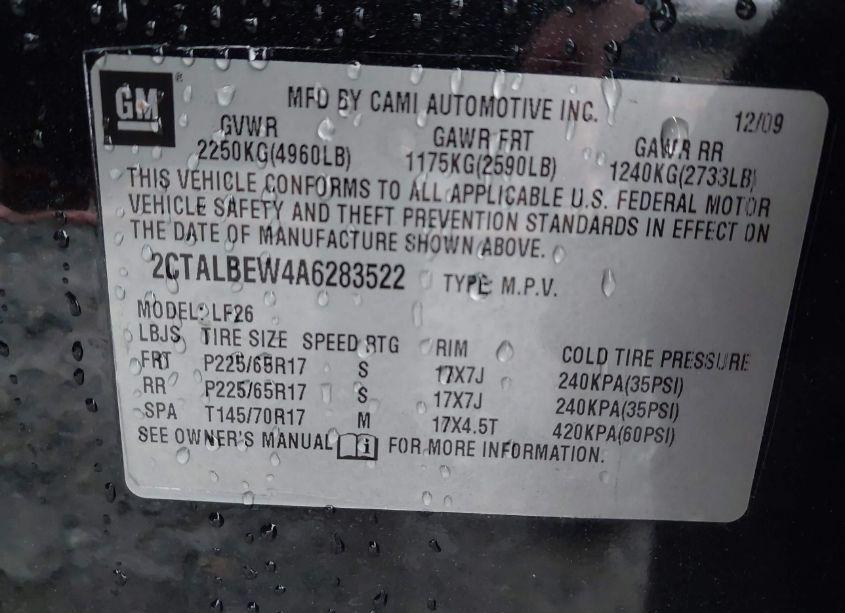 GM ®
MFD BY CAMI AUTOMOTIVE INC. 12/09
GVWR GAWR FRT GAWR RR
2250KG(4960LB) 1175KG(2590LB) 1240KG(2733LB)
THIS VEHICLE CONFORMS TO ALL APPLICABLE U.S. FEDERAL MOTOR
VEHICLE SAFETY AND THEFT PREVENTION STANDARDS IN EFFECT ON
THE DATE OF MANUFACTURE SHOWN ABOVE.
2CTALBEW4A6283522 TYPE: M.P.V.
MODEL: LF26
LBJS TIRE SIZE SPEED RTG RIM COLD TIRE PRESSURE
FRT P225/65R17 S 17X7J 240KPA(35PSI)
RR P225/65R17 S 17X7J 240KPA(35PSI)
SPA T145/70R17 M 17X4.5T 420KPA(60PSI)
SEE OWNER'S MANUAL i FOR MORE INFORMATION.